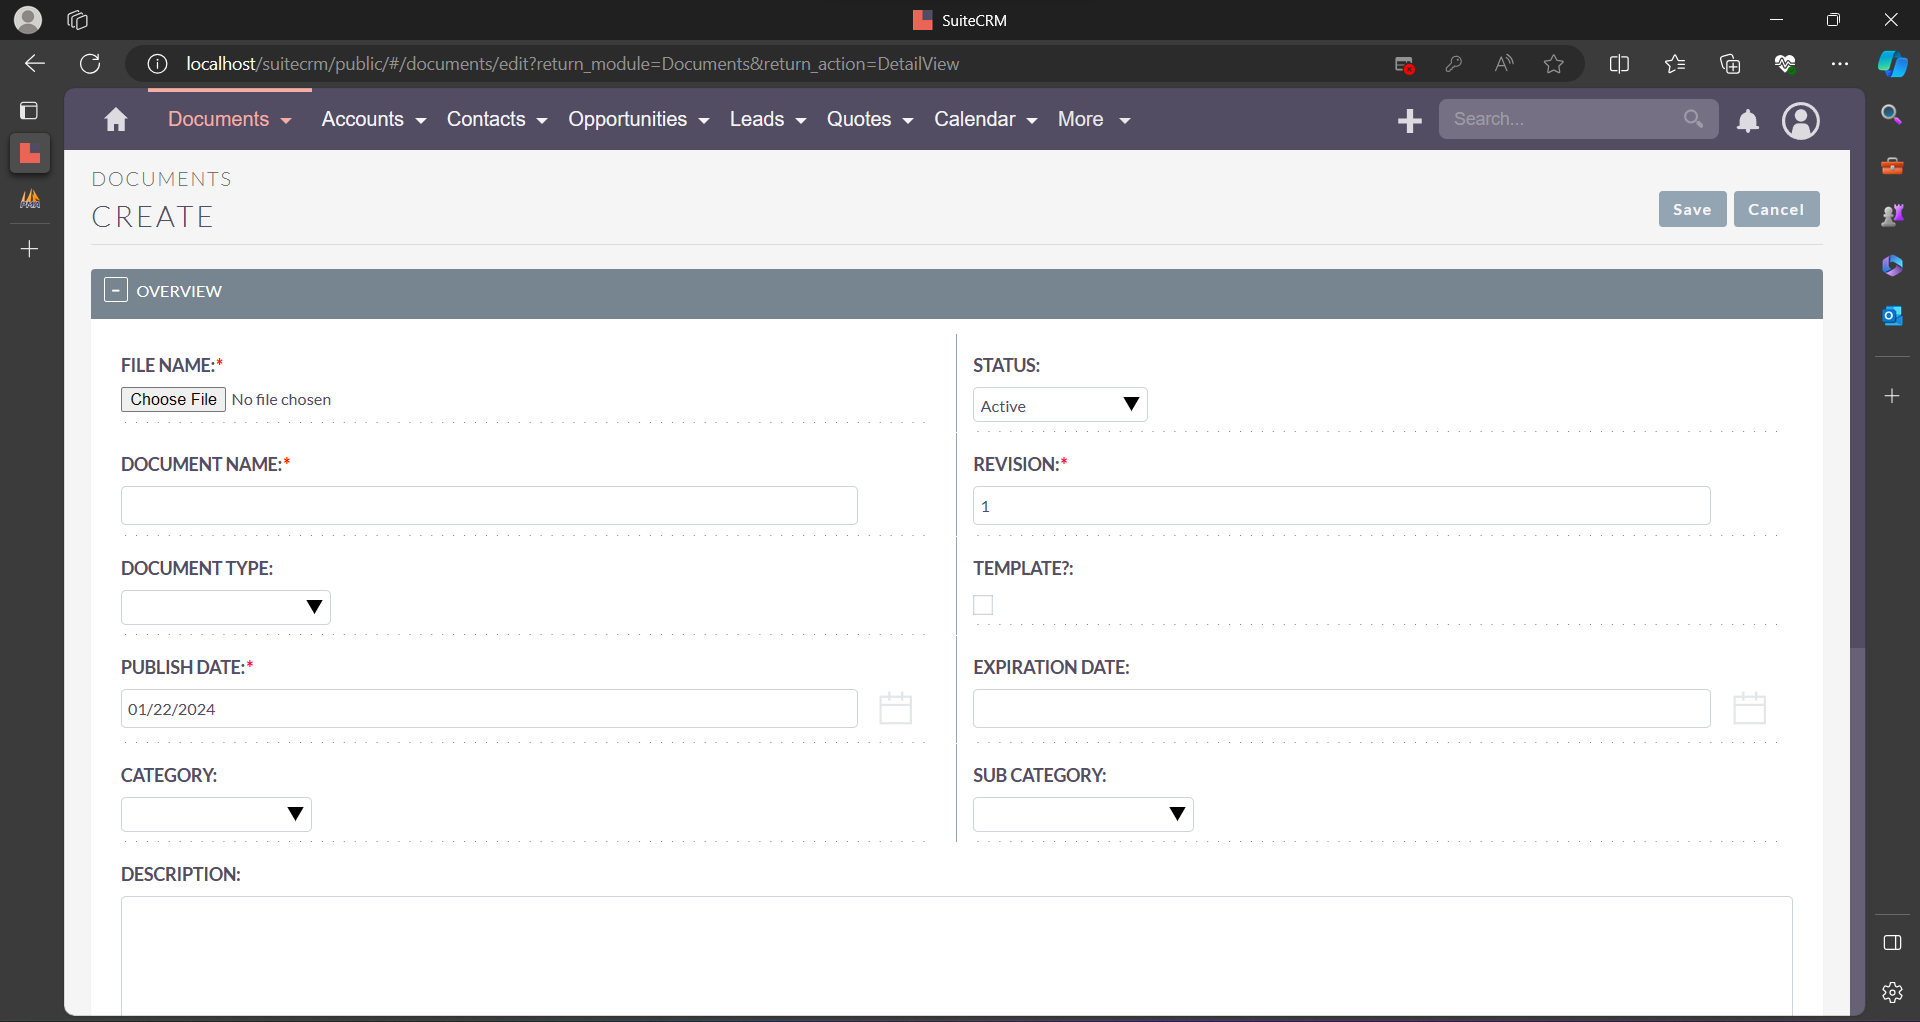 SuiteCRM
localhost/suitecrm/public/#/documents/edit?return_module=Documents&return_action=DetailView
Documents Accounts Contacts Opportunities Leads Quotes Calendar More Search...
DOCUMENTS
CREATE
Save Cancel
- OVERVIEW
FILE NAME:* STATUS:
Choose File No file chosen Active
DOCUMENT NAME:* REVISION:*
1
DOCUMENT TYPE: TEMPLATE?:
PUBLISH DATE:* EXPIRATION DATE:
01/22/2024
CATEGORY: SUB CATEGORY:
DESCRIPTION: